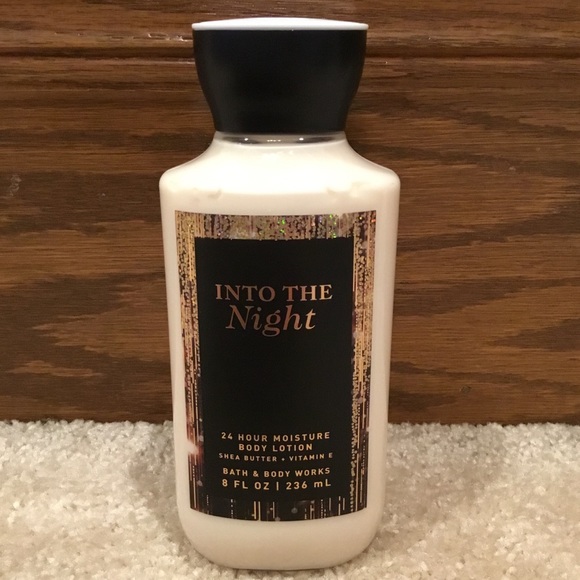 INTO THE
Night
24 HOUR MOISTURE
BODY LOTION
SHEA BUTTER + VITAMIN E
BATH & BODY WORKS
8 FL OZ | 236 mL